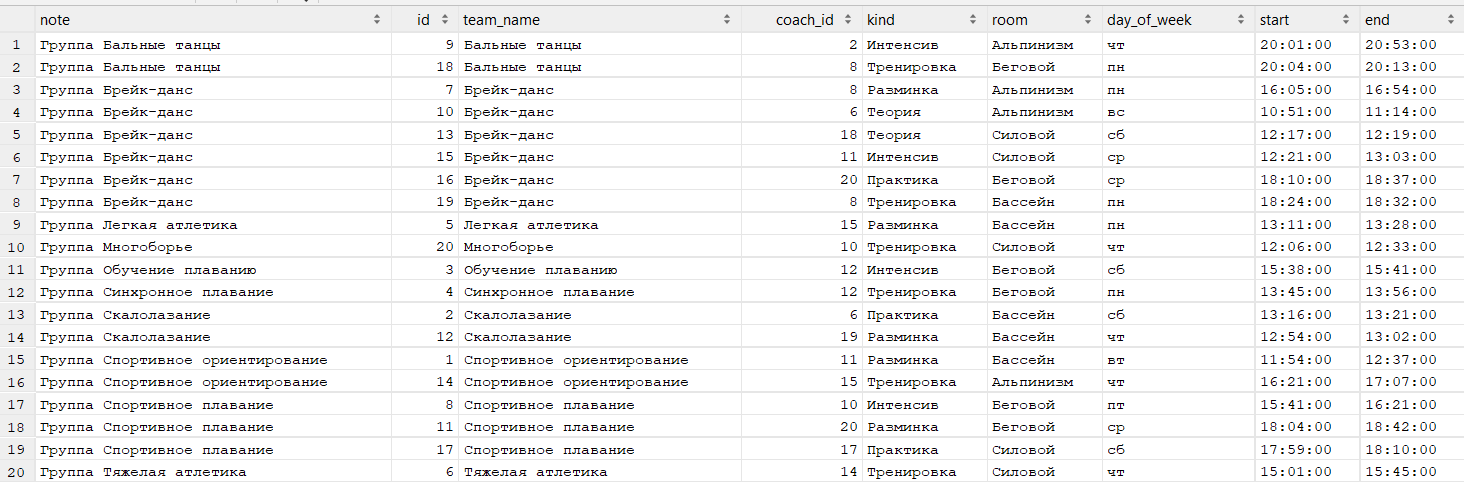 note id team_name coach_id kind room day_of_week start end
1 Группа Бальные танцы 9 Бальные танцы 2 Интенсив Альпинизм чт 20:01:00 20:53:00
2 Группа Бальные танцы 18 Бальные танцы 8 Тренировка Беговой пн 20:04:00 20:13:00
3 Группа Брейк-данс 7 Брейк-данс 8 Разминка Альпинизм пн 16:05:00 16:54:00
4 Группа Брейк-данс 10 Брейк-данс 6 Теория Альпинизм вс 10:51:00 11:14:00
5 Группа Брейк-данс 13 Брейк-данс 18 Теория Силовой сб 12:17:00 12:19:00
6 Группа Брейк-данс 15 Брейк-данс 11 Интенсив Силовой ср 12:21:00 13:03:00
7 Группа Брейк-данс 16 Брейк-данс 20 Практика Беговой ср 18:10:00 18:37:00
8 Группа Брейк-данс 19 Брейк-данс 8 Тренировка Бассейн пн 18:24:00 18:32:00
9 Группа Легкая атлетика 5 Легкая атлетика 15 Разминка Бассейн пн 13:11:00 13:28:00
10 Группа Многоборье 20 Многоборье 10 Тренировка Силовой чт 12:06:00 12:33:00
11 Группа Обучение плаванию 3 Обучение плаванию 12 Интенсив Беговой сб 15:38:00 15:41:00
12 Группа Синхронное плавание 4 Синхронное плавание 12 Тренировка Беговой пн 13:45:00 13:56:00
13 Группа Скалолазание 2 Скалолазание 6 Практика Бассейн сб 13:16:00 13:21:00
14 Группа Скалолазание 12 Скалолазание 19 Разминка Бассейн чт 12:54:00 13:02:00
15 Группа Спортивное ориентирование 1 Спортивное ориентирование 11 Разминка Бассейн вт 11:54:00 12:37:00
16 Группа Спортивное ориентирование 14 Спортивное ориентирование 15 Тренировка Альпинизм чт 16:21:00 17:07:00
17 Группа Спортивное плавание 8 Спортивное плавание 10 Интенсив Беговой пт 15:41:00 16:21:00
18 Группа Спортивное плавание 11 Спортивное плавание 20 Разминка Беговой ср 18:04:00 18:42:00
19 Группа Спортивное плавание 17 Спортивное плавание 17 Практика Силовой сб 17:59:00 18:10:00
20 Группа Тяжелая атлетика 6 Тяжелая атлетика 14 Тренировка Силовой чт 15:01:00 15:45:00